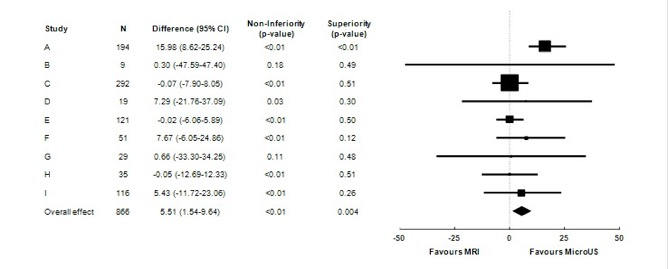 Study N Difference (95% CI) Non-Inferiority (p-value) Superiority (p-value)
A 194 15.98 (8.62-25.24) <0.01 <0.01
B 9 0.30 (-47.59-47.40) 0.18 0.49
C 292 -0.07 (-7.90-8.05) <0.01 0.51
D 19 7.29 (-21.76-37.09) 0.03 0.30
E 121 -0.02 (-6.06-5.89) <0.01 0.50
F 51 7.67 (-6.05-24.86) <0.01 0.12
G 29 0.66 (-33.30-34.25) 0.11 0.48
H 35 -0.05 (-12.69-12.33) <0.01 0.51
I 116 5.43 (-11.72-23.06) <0.01 0.26
Overall effect 866 5.51 (1.54-9.64) <0.01 0.004
-50 -25 0 25 50
Favours MRI Favours MicroUS